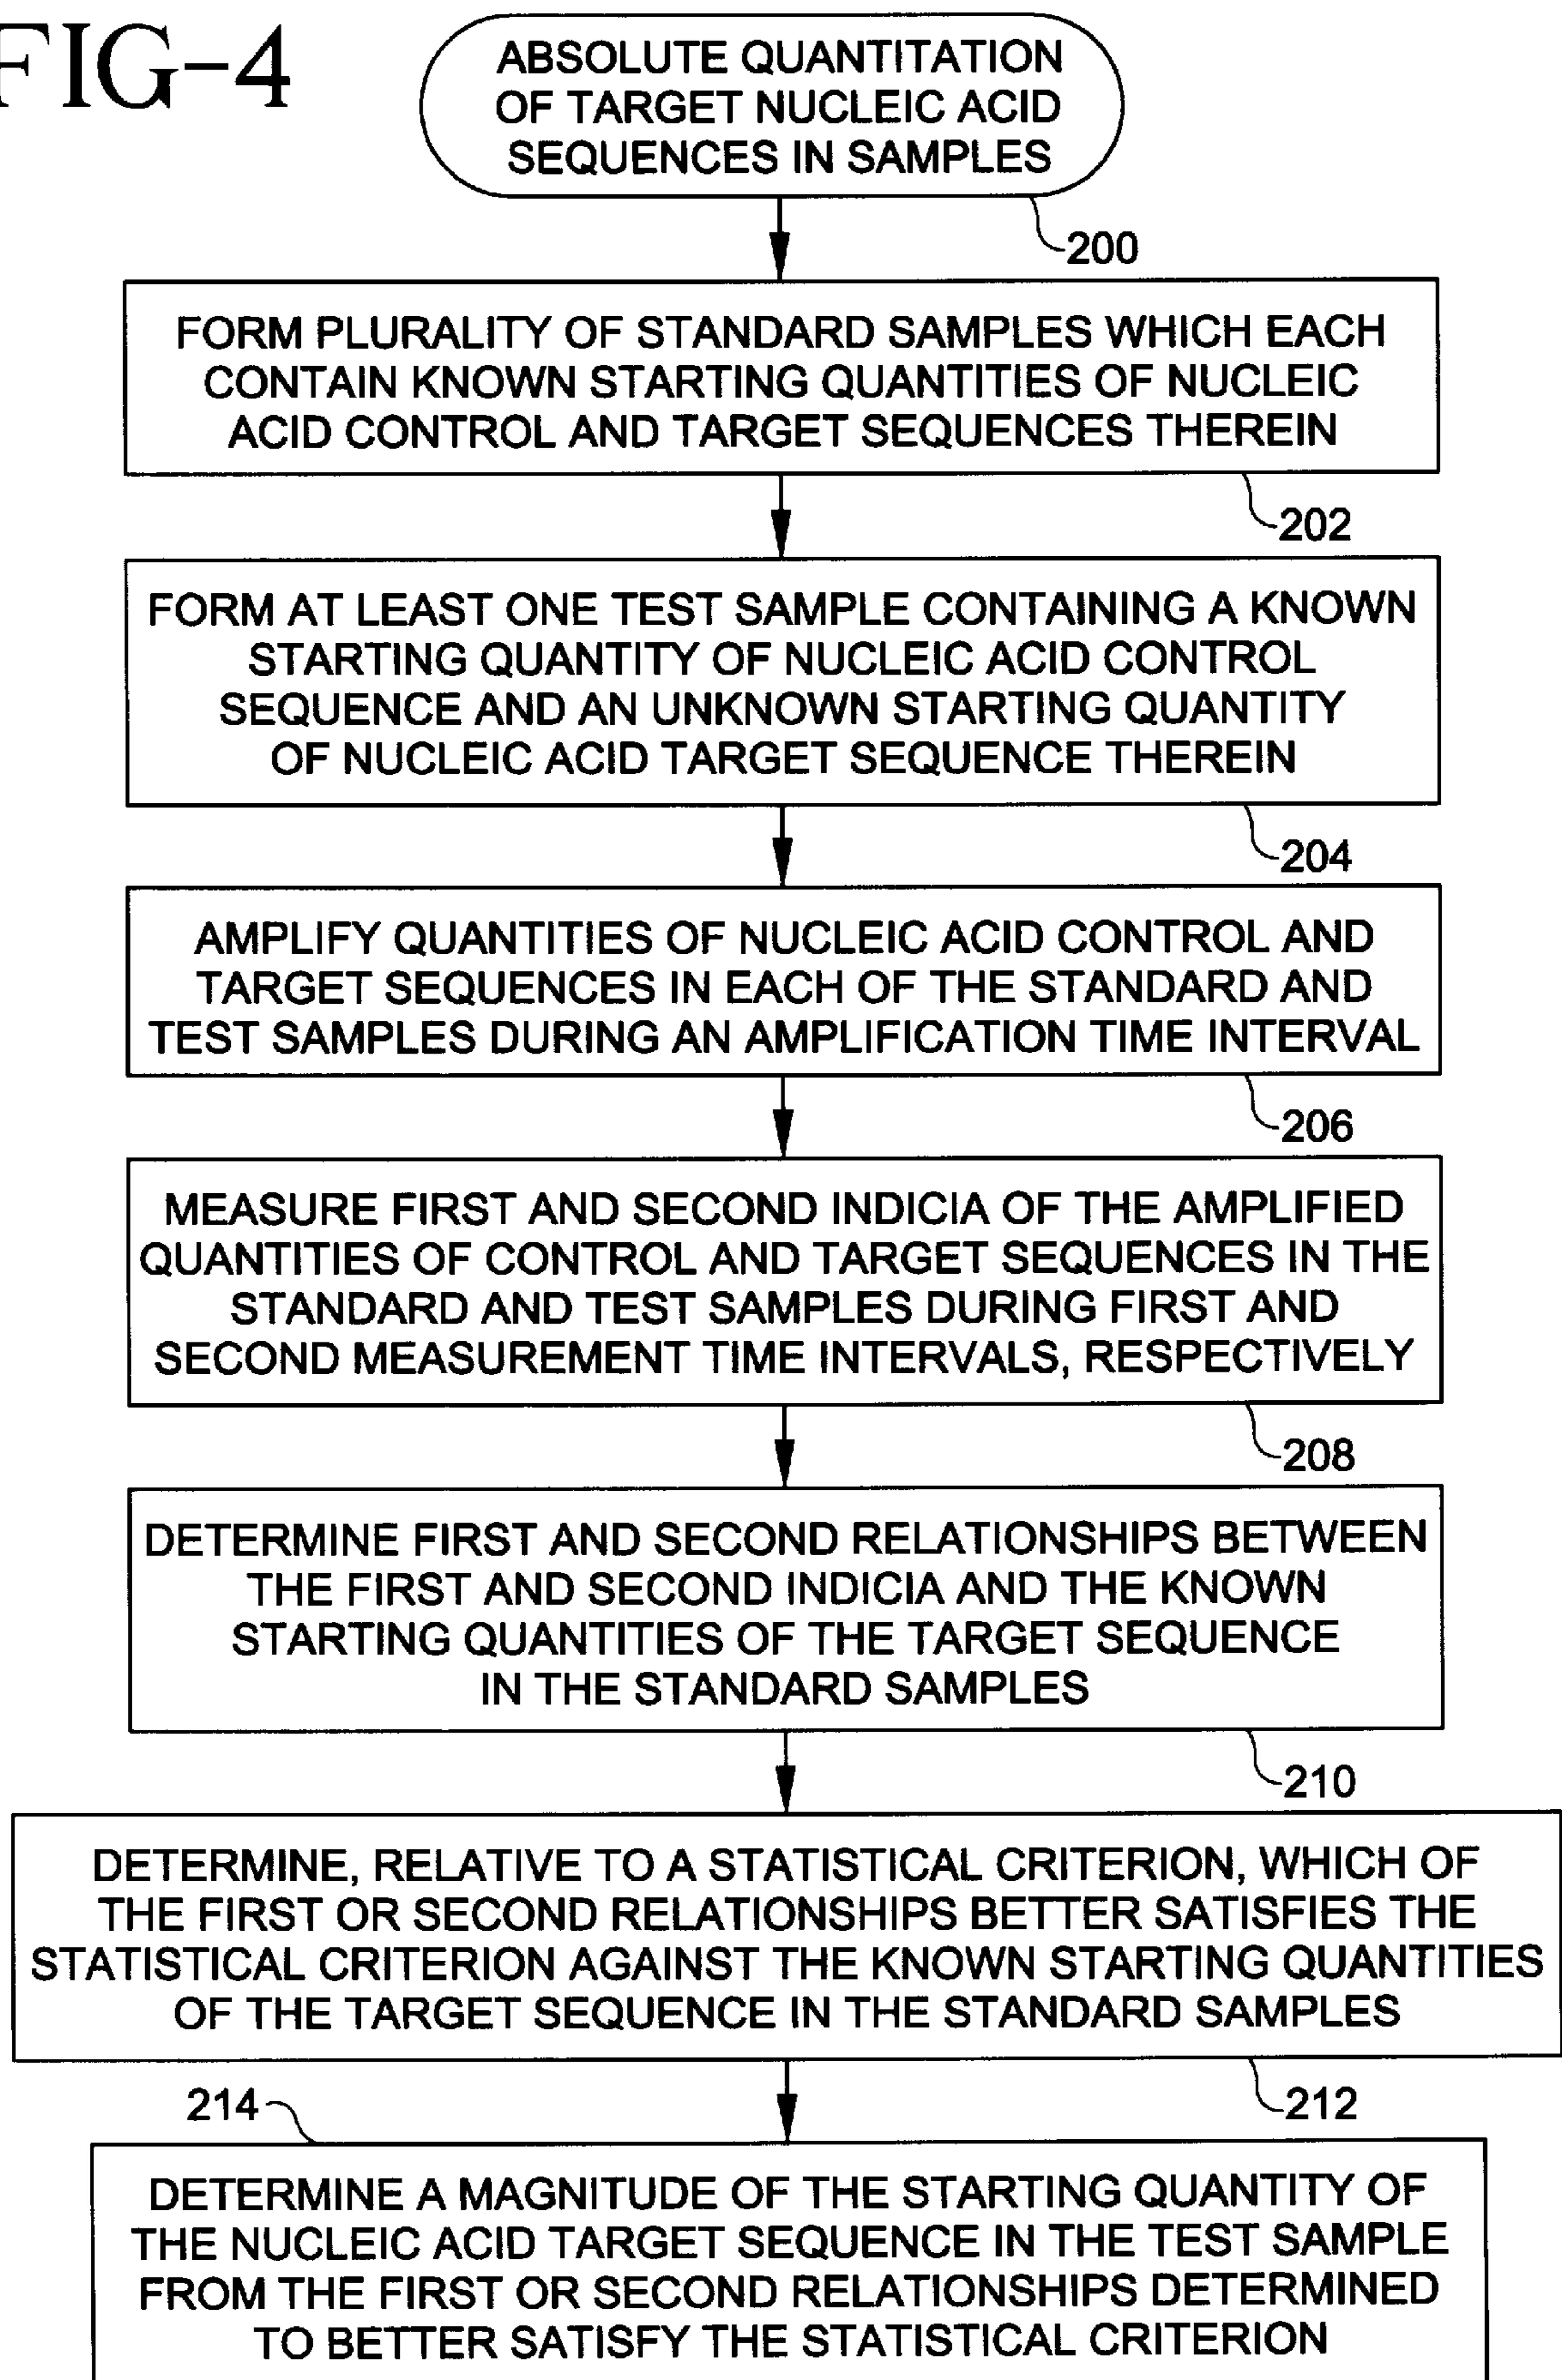 FIG-4
ABSOLUTE QUANTITATION
OF TARGET NUCLEIC ACID
SEQUENCES IN SAMPLES
200
FORM PLURALITY OF STANDARD SAMPLES WHICH EACH
CONTAIN KNOWN STARTING QUANTITIES OF NUCLEIC
ACID CONTROL AND TARGET SEQUENCES THEREIN
202
FORM AT LEAST ONE TEST SAMPLE CONTAINING A KNOWN
STARTING QUANTITY OF NUCLEIC ACID CONTROL
SEQUENCE AND AN UNKNOWN STARTING QUANTITY
OF NUCLEIC ACID TARGET SEQUENCE THEREIN
204
AMPLIFY QUANTITIES OF NUCLEIC ACID CONTROL AND
TARGET SEQUENCES IN EACH OF THE STANDARD AND
TEST SAMPLES DURING AN AMPLIFICATION TIME INTERVAL
206
MEASURE FIRST AND SECOND INDICIA OF THE AMPLIFIED
QUANTITIES OF CONTROL AND TARGET SEQUENCES IN THE
STANDARD AND TEST SAMPLES DURING FIRST AND
SECOND MEASUREMENT TIME INTERVALS, RESPECTIVELY
208
DETERMINE FIRST AND SECOND RELATIONSHIPS BETWEEN
THE FIRST AND SECOND INDICIA AND THE KNOWN
STARTING QUANTITIES OF THE TARGET SEQUENCE
IN THE STANDARD SAMPLES
210
DETERMINE, RELATIVE TO A STATISTICAL CRITERION, WHICH OF
THE FIRST OR SECOND RELATIONSHIPS BETTER SATISFIES THE
STATISTICAL CRITERION AGAINST THE KNOWN STARTING QUANTITIES
OF THE TARGET SEQUENCE IN THE STANDARD SAMPLES
212
214
DETERMINE A MAGNITUDE OF THE STARTING QUANTITY OF
THE NUCLEIC ACID TARGET SEQUENCE IN THE TEST SAMPLE
FROM THE FIRST OR SECOND RELATIONSHIPS DETERMINED
TO BETTER SATISFY THE STATISTICAL CRITERION